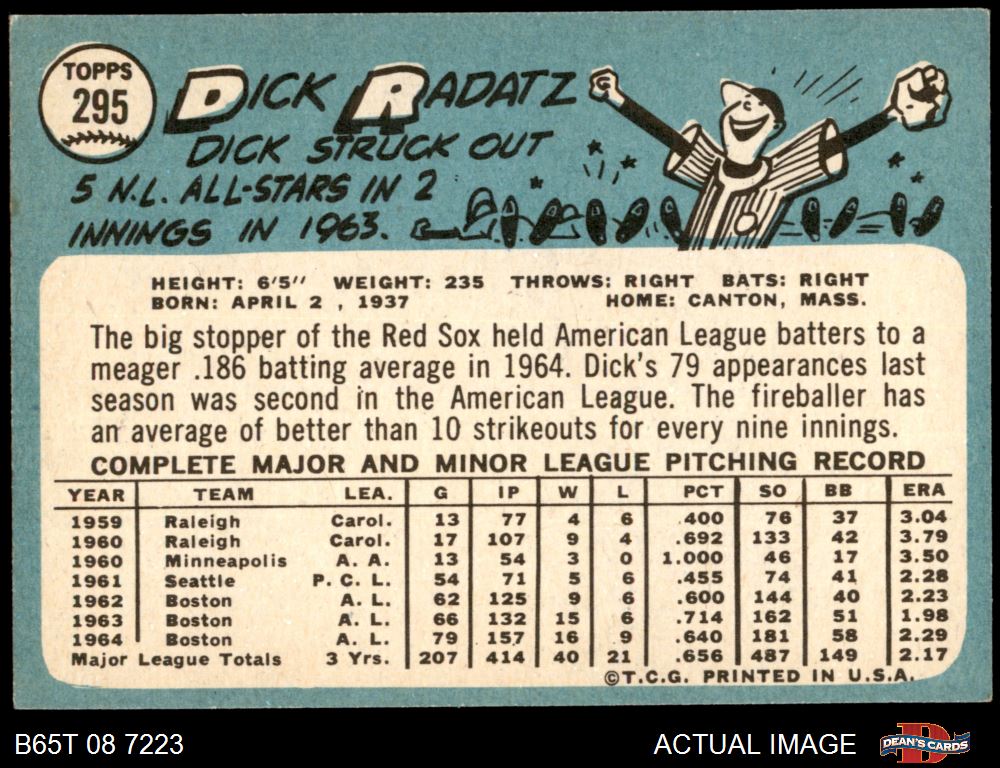 TOPPS
295
DICK RADATZ
DICK STRUCK OUT
5 N.L. ALL-STARS IN 2
INNINGS IN 1963.
HEIGHT: 6'5" WEIGHT: 235 THROWS: RIGHT BATS: RIGHT
BORN: APRIL 2 , 1937 HOME: CANTON, MASS.
The big stopper of the Red Sox held American League batters to a
meager .186 batting average in 1964. Dick's 79 appearances last
season was second in the American League. The fireballer has
an average of better than 10 strikeouts for every nine innings.
COMPLETE MAJOR AND MINOR LEAGUE PITCHING RECORD
YEAR TEAM LEA. G IP W L PCT SO BB ERA
1959 Raleigh Carol. 13 77 4 6 .400 76 37 3.04
1960 Raleigh Carol. 17 107 9 4 .692 133 42 3.79
1960 Minneapolis A. A. 13 54 3 0 1.000 46 17 3.50
1961 Seattle P. C. L. 54 71 5 6 .455 74 41 2.28
1962 Boston A. L. 62 125 9 6 .600 144 40 2.23
1963 Boston A. L. 66 132 15 6 .714 162 51 1.98
1964 Boston A. L. 79 157 16 9 .640 181 58 2.29
Major League Totals 3 Yrs. 207 414 40 21 .656 487 149 2.17
©T.C.G. PRINTED IN U.S.A.
B65T 08 7223 ACTUAL IMAGE D DEAN'S CARDS